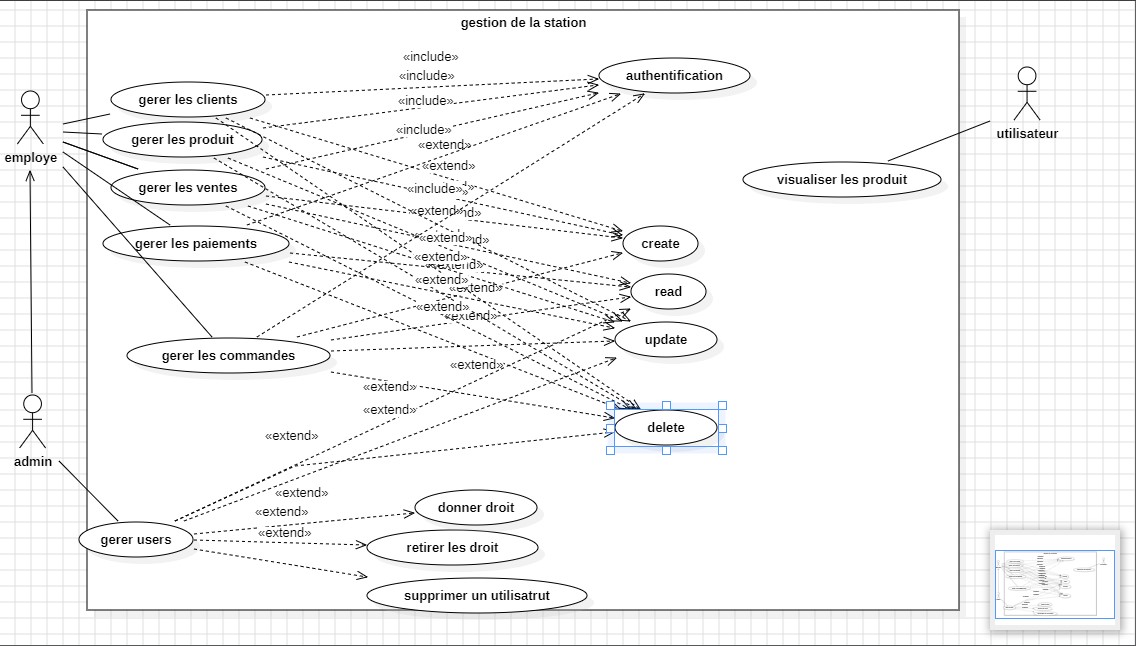 gestion de la station
«include»
authentification
«include»
gerer les clients
«include»
employe
utilisateur
gerer les produit
«include»
«extend»
«extend»
visualiser les produit
gerer les ventes
«include»
«extend»
create
gerer les paiements
«extend»
«extend»
«extend»
«extend»
«extend»
read
«extend»
«extend»
update
gerer les commandes
«extend»
«extend»
«extend»
delete
«extend»
admin
«extend»
donner droit
«extend»
«extend»
gerer users
retirer les droit
supprimer un utilisatrut